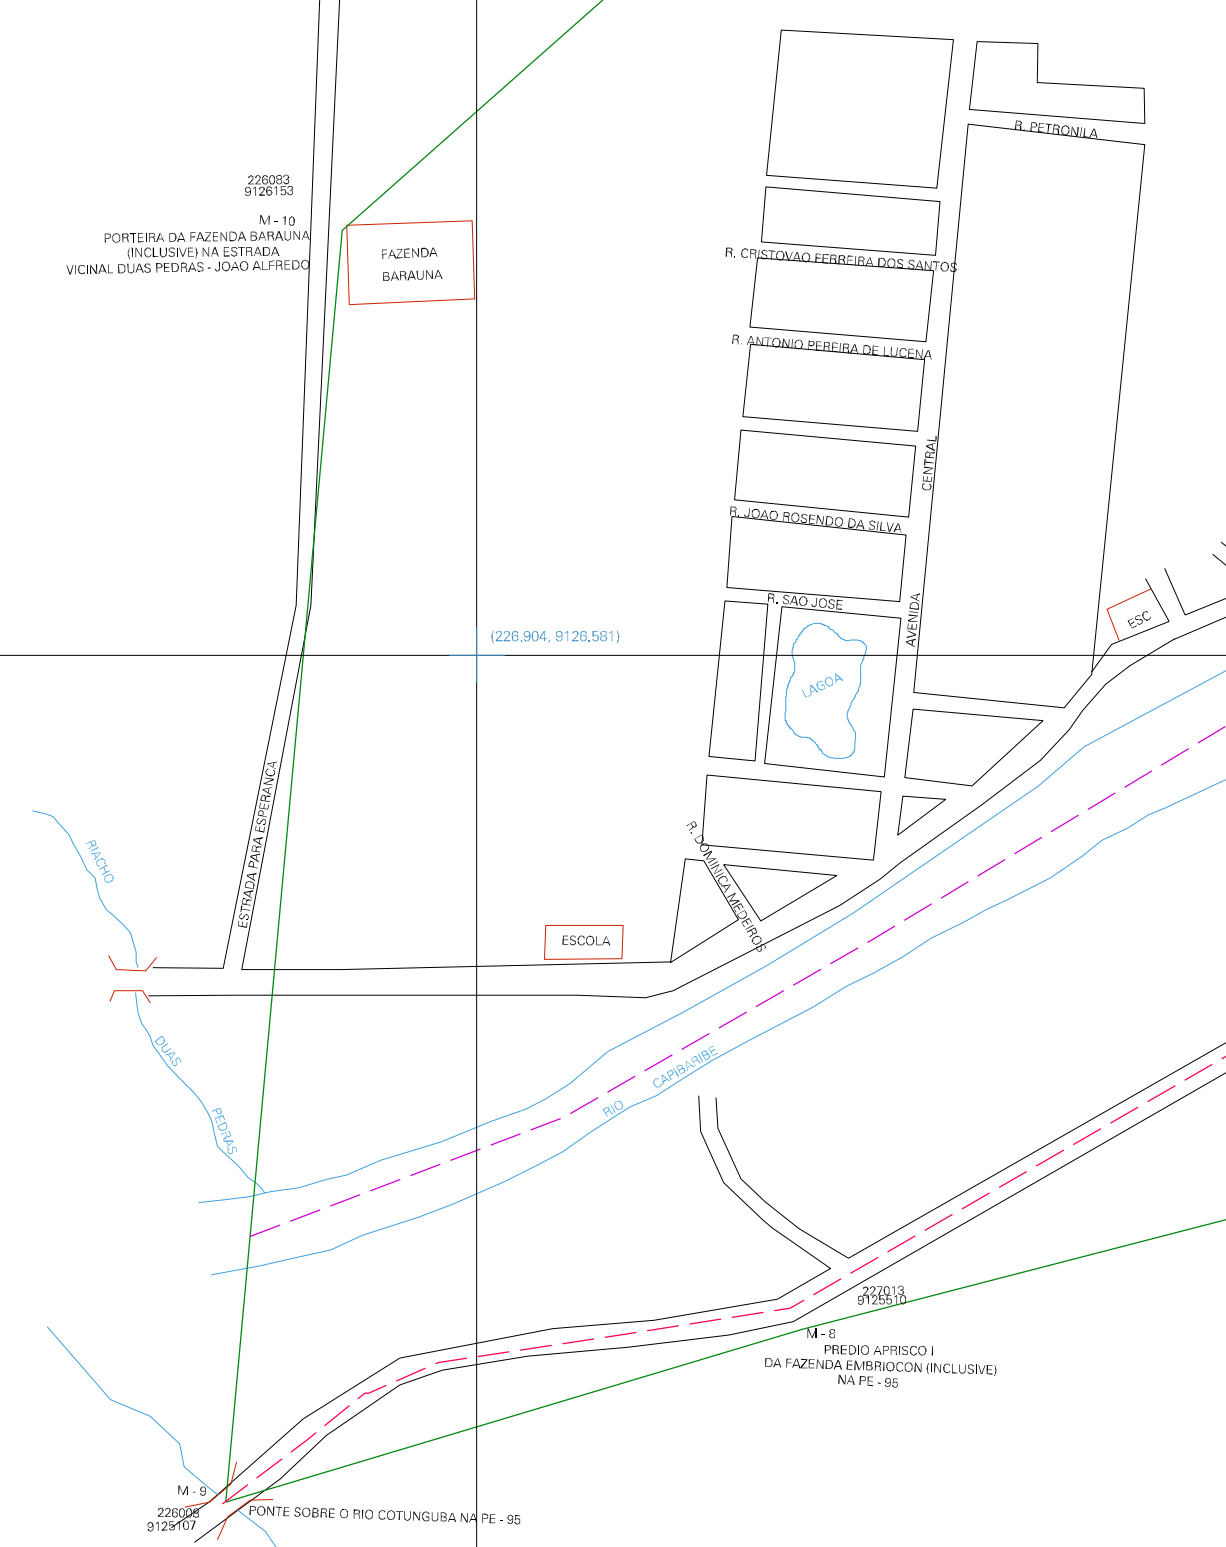 R. PETRONILA
226083
9126153
M - 10
PORTEIRA DA FAZENDA BARAUNA
(INCLUSIVE) NA ESTRADA
VICINAL DUAS PEDRAS - JOAO ALFREDO
FAZENDA
BARAUNA
R. CRISTOVAO FERREIRA DOS SANTOS
R. ANTONIO PEREIRA DE LUCENA
AVENIDA CENTRAL
R. JOAO ROSENDO DA SILVA
R. SAO JOSE
ESC
(226.904, 9126.581)
LAGOA
ESTRADA PARA ESPERANCA
RIACHO
DUAS
PEDRAS
R. DOMINICA MEDEIROS
ESCOLA
RIO CAPIBARIBE
227013
9125510
M - 8
PREDIO APRISCO I
DA FAZENDA EMBRIOCON (INCLUSIVE)
NA PE - 95
M - 9
226008
9125107
PONTE SOBRE O RIO COTUNGUBA NA PE - 95